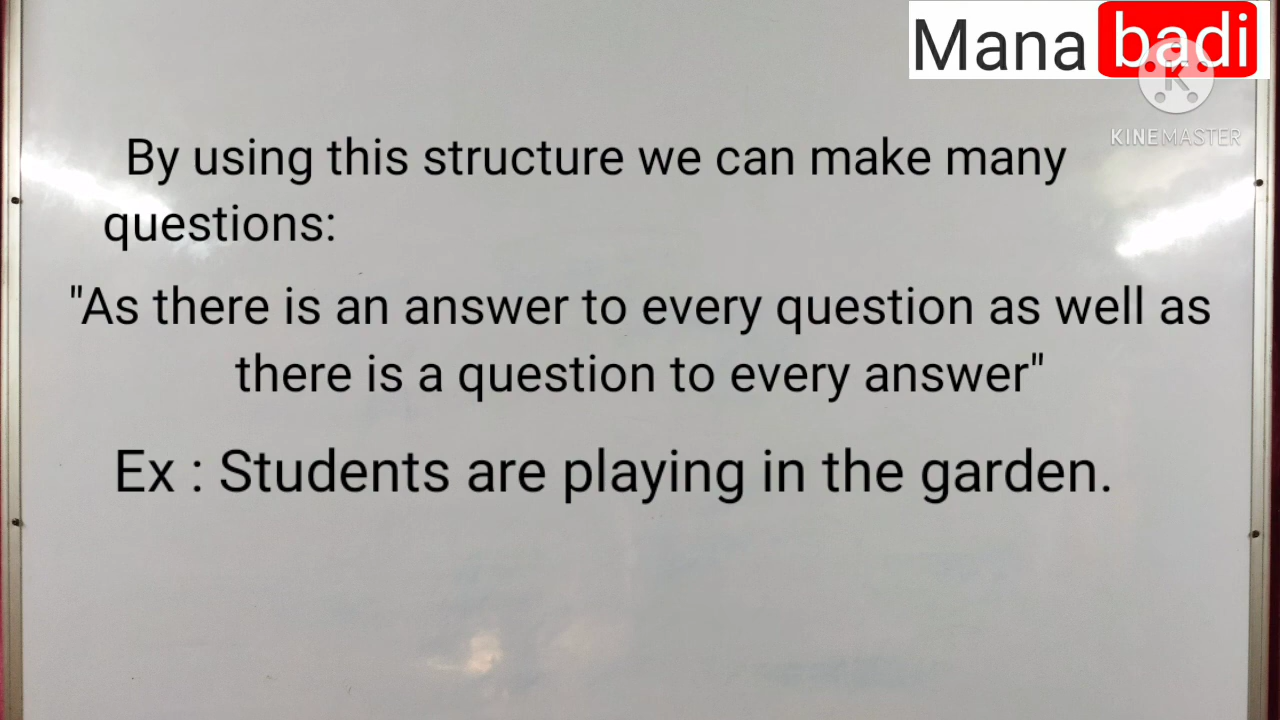 Mana badi
KINEMASTER
By using this structure we can make many
questions:
"As there is an answer to every question as well as
there is a question to every answer"
Ex : Students are playing in the garden.